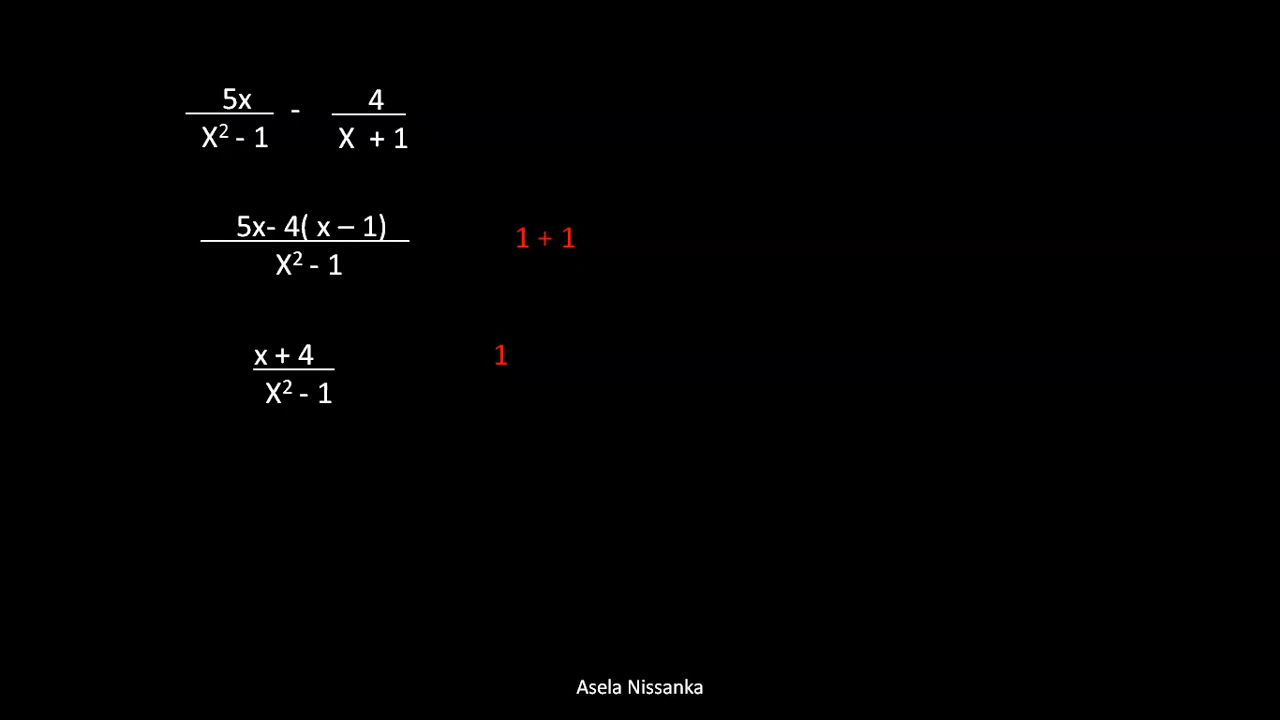 5x - 4
X² - 1 X + 1
5x- 4( x – 1) 1 + 1
X² - 1
x + 4 1
X² - 1
Asela Nissanka